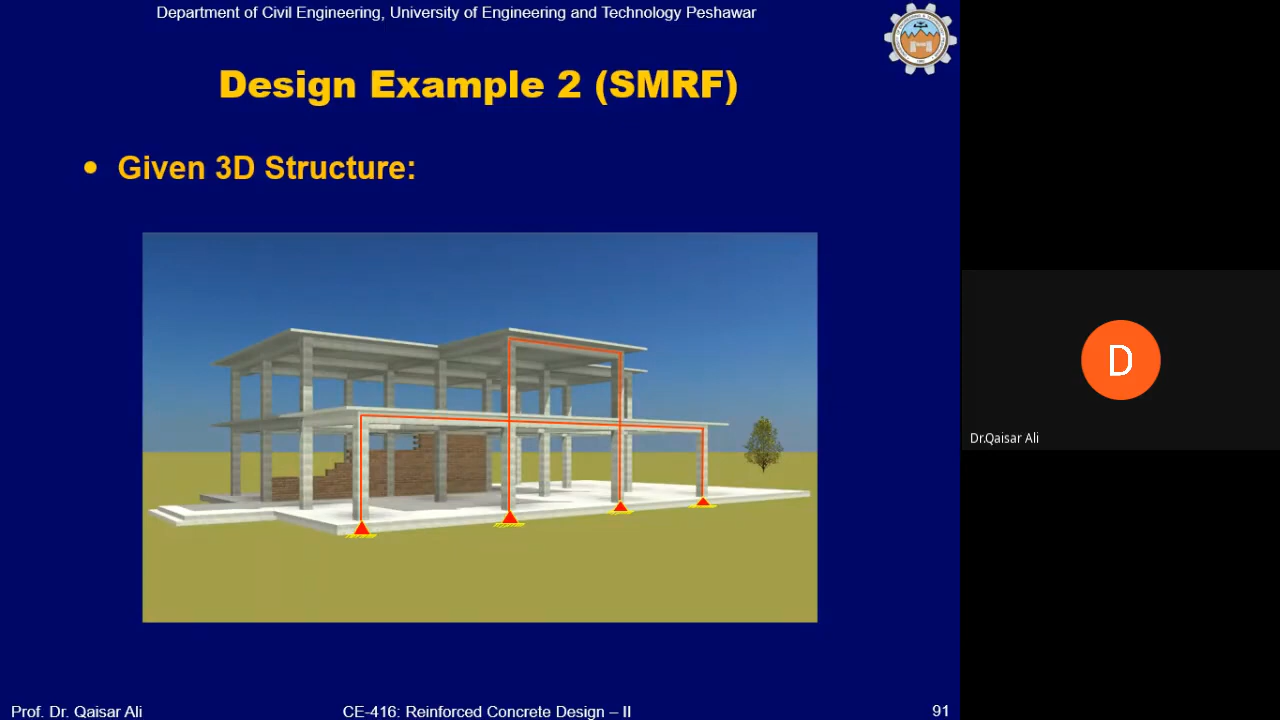 Department of Civil Engineering, University of Engineering and Technology Peshawar
Design Example 2 (SMRF)
• Given 3D Structure:
D
Dr.Qaisar Ali
Prof. Dr. Qaisar Ali
CE-416: Reinforced Concrete Design – II
91